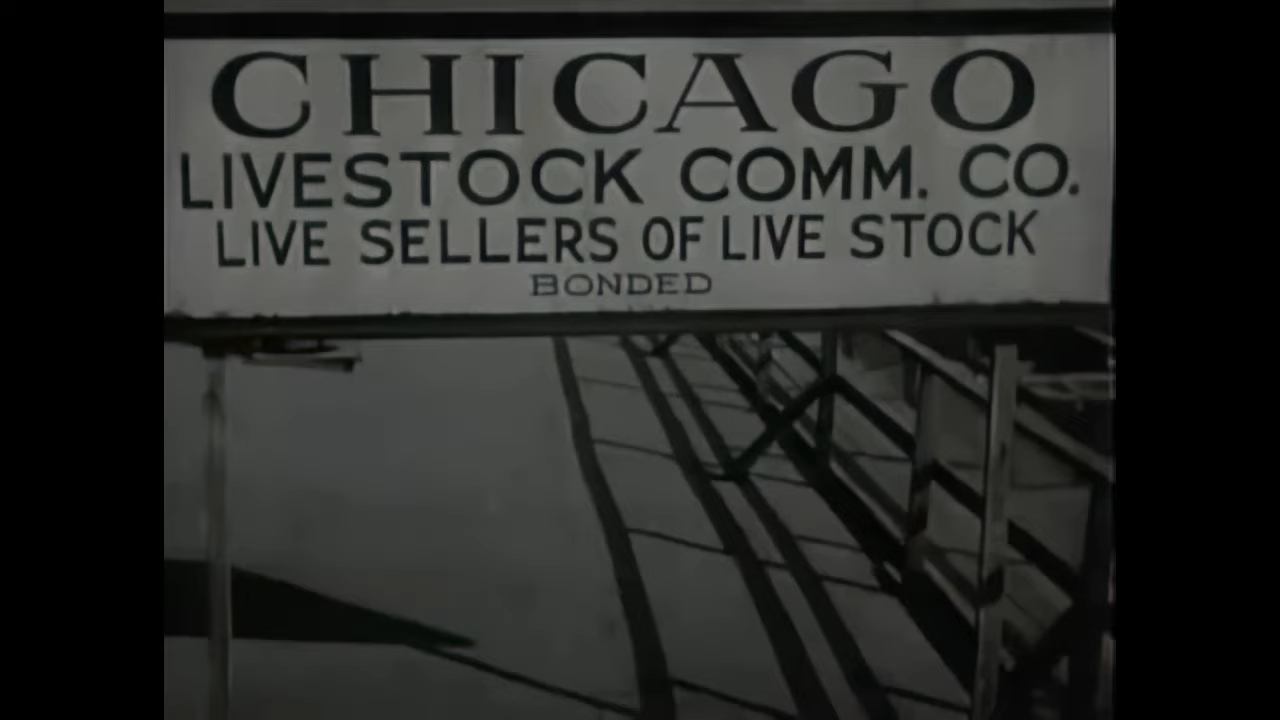 CHICAGO
LIVESTOCK COMM. CO.
LIVE SELLERS OF LIVE STOCK
BONDED